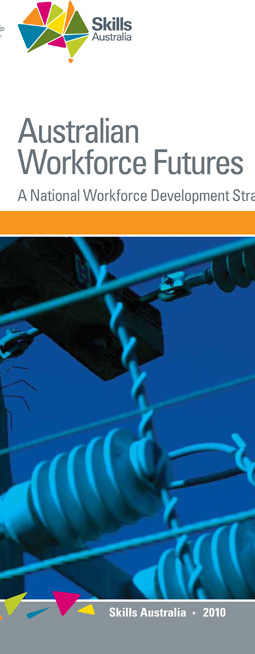 Skills
Australia
Australian
Workforce Futures
A National Workforce Development Stra
Skills Australia ▸ 2010